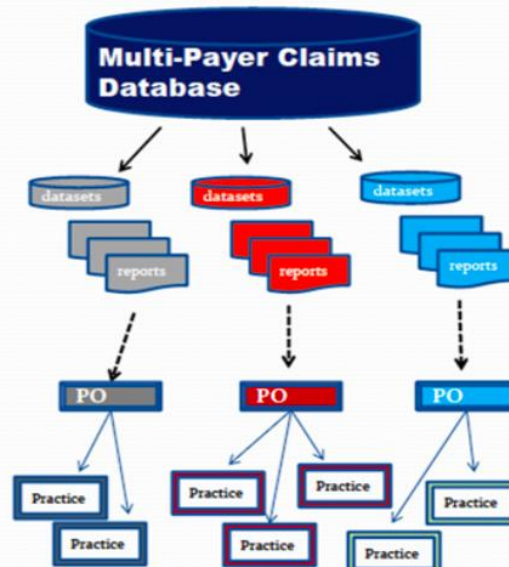 Multi-Payer Claims
Database
datasets
datasets
datasets
reports
reports
reports
PO
PO
PO
Practice
Practice
Practice
Practice
Practice
Practice
Practice